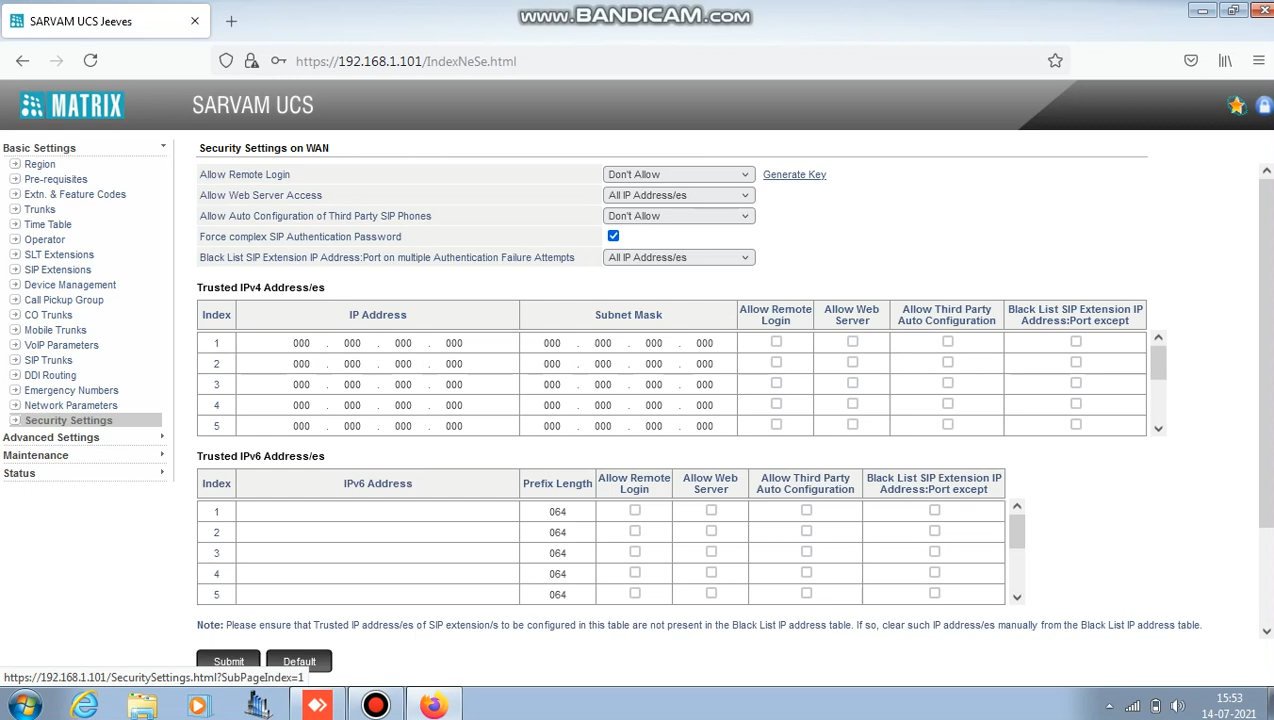 SARVAM UCS Jeeves
www.BANDICAM.com
https://192.168.1.101/IndexNeSe.html
MATRIX
SARVAM UCS
Basic Settings
Region
Pre-requisites
Extn. & Feature Codes
Trunks
Time Table
Operator
SLT Extensions
SIP Extensions
Device Management
Call Pickup Group
CO Trunks
Mobile Trunks
VoIP Parameters
SIP Trunks
DDI Routing
Emergency Numbers
Network Parameters
Security Settings
Advanced Settings
Maintenance
Status
Security Settings on WAN
Allow Remote Login Don't Allow Generate Key
Allow Web Server Access All IP Address/es
Allow Auto Configuration of Third Party SIP Phones Don't Allow
Force complex SIP Authentication Password
Black List SIP Extension IP Address:Port on multiple Authentication Failure Attempts All IP Address/es
Trusted IPv4 Address/es
Index IP Address Subnet Mask Allow Remote Login Allow Web Server Allow Third Party Auto Configuration Black List SIP Extension IP Address:Port except
1 000 . 000 . 000 . 000 000 . 000 . 000 . 000
2 000 . 000 . 000 . 000 000 . 000 . 000 . 000
3 000 . 000 . 000 . 000 000 . 000 . 000 . 000
4 000 . 000 . 000 . 000 000 . 000 . 000 . 000
5 000 . 000 . 000 . 000 000 . 000 . 000 . 000
Trusted IPv6 Address/es
Index IPv6 Address Prefix Length Allow Remote Login Allow Web Server Allow Third Party Auto Configuration Black List SIP Extension IP Address:Port except
1 064
2 064
3 064
4 064
5 064
Note: Please ensure that Trusted IP address/es of SIP extension/s to be configured in this table are not present in the Black List IP address table. If so, clear such IP address/es manually from the Black List IP address table.
Submit Default
https://192.168.1.101/SecuritySettings.html?SubPageIndex=1
15:53
14-07-2021